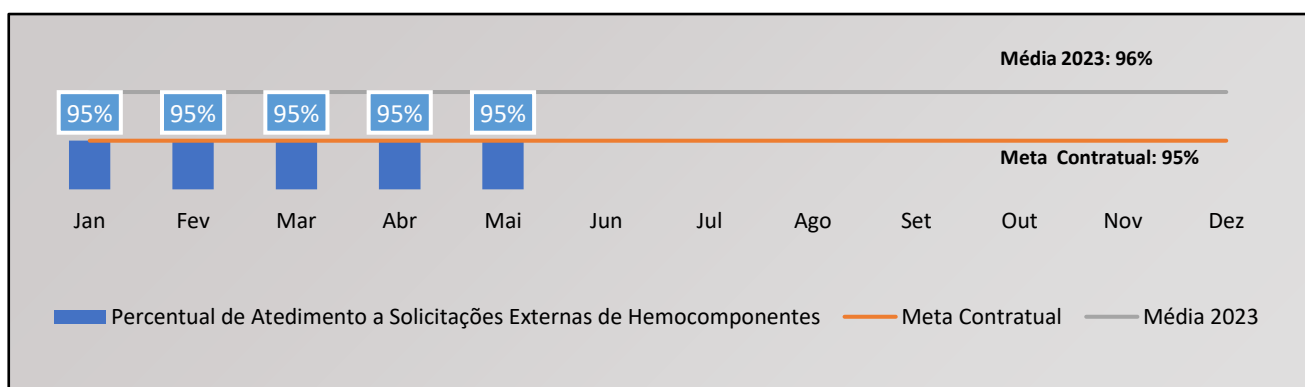 Média 2023: 96%
95% 95% 95% 95% 95%
Meta Contratual: 95%
Jan Fev Mar Abr Mai Jun Jul Ago Set Out Nov Dez
Percentual de Atedimento a Solicitações Externas de Hemocomponentes Meta Contratual Média 2023